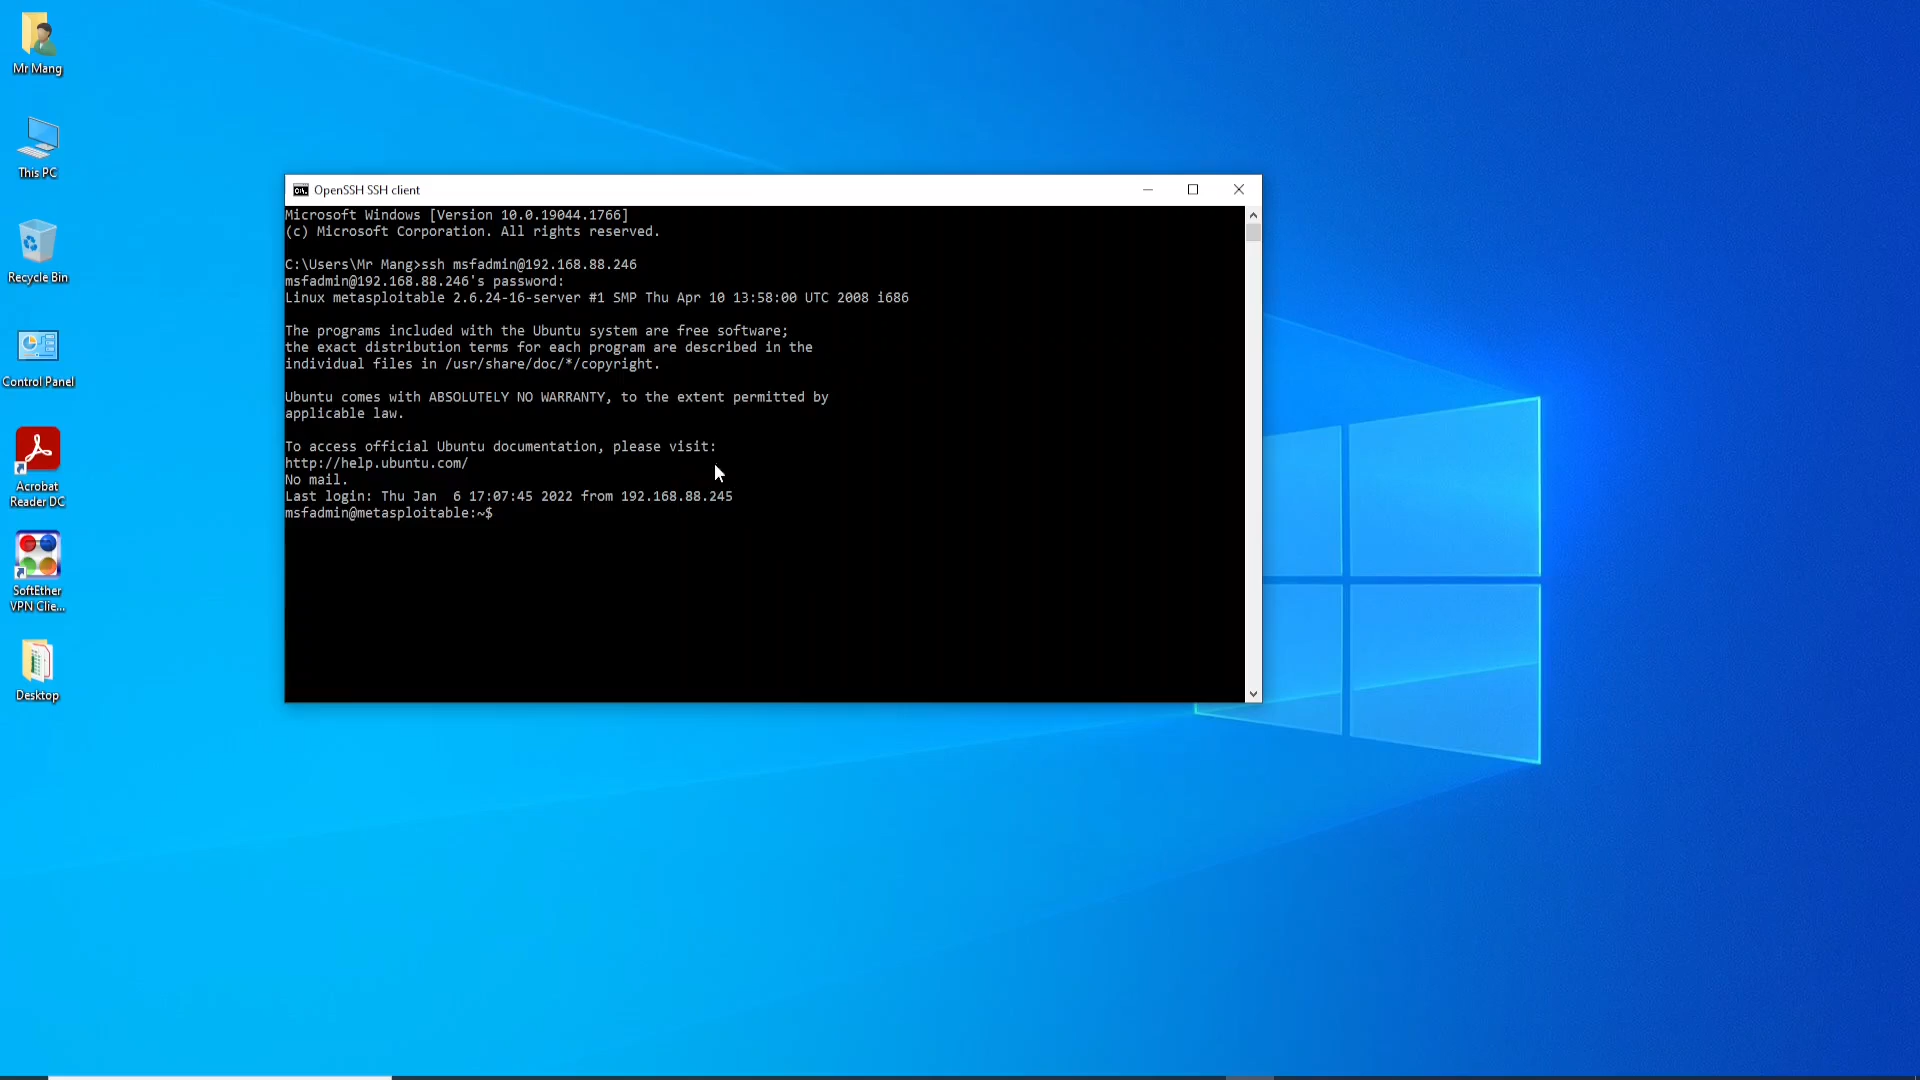 Mr Mang
This PC
Recycle Bin
Control Panel
Acrobat
Reader DC
SoftEther
VPN Clie...
Desktop
OpenSSH SSH client
Microsoft Windows [Version 10.0.19044.1766]
(c) Microsoft Corporation. All rights reserved.
C:\Users\Mr Mang>ssh msfadmin@192.168.88.246
msfadmin@192.168.88.246's password:
Linux metasploitable 2.6.24-16-server #1 SMP Thu Apr 10 13:58:00 UTC 2008 i686
The programs included with the Ubuntu system are free software;
the exact distribution terms for each program are described in the
individual files in /usr/share/doc/*/copyright.
Ubuntu comes with ABSOLUTELY NO WARRANTY, to the extent permitted by
applicable law.
To access official Ubuntu documentation, please visit:
http://help.ubuntu.com/
No mail.
Last login: Thu Jan  6 17:07:45 2022 from 192.168.88.245
msfadmin@metasploitable:~$